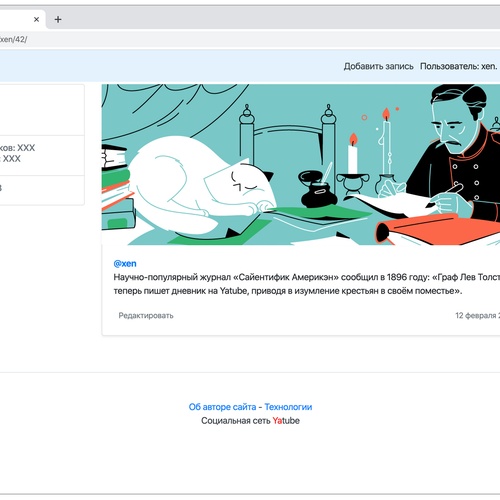 xen/42/
Добавить запись Пользователь: xen.
ков: XXX
: XXX
@xen
Научно-популярный журнал «Сайентифик Америкэн» сообщил в 1896 году: «Граф Лев Толст
теперь пишет дневник на Yatube, приводя в изумление крестьян в своём поместье».
Редактировать 12 февраля 2
Об авторе сайта - Технологии
Социальная сеть Yatube